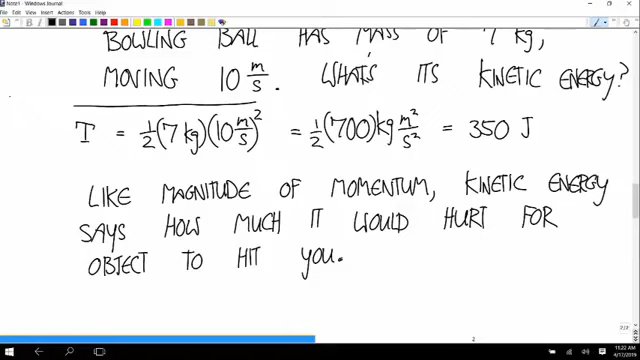 Note1 - Windows Journal
File Edit View Insert Actions Tools Help
BOWLING BALL HAS MASS OF 7 kg,
MOVING 10 m/s. WHAT'S ITS KINETIC ENERGY?
T = 1/2 (7 kg)(10 m/s)² = 1/2 (700) kg m²/s² = 350 J
LIKE MAGNITUDE OF MOMENTUM, KINETIC ENERGY
SAYS HOW MUCH IT WOULD HURT FOR
OBJECT TO HIT YOU.
2/2
2
11:22 AM
4/17/2019